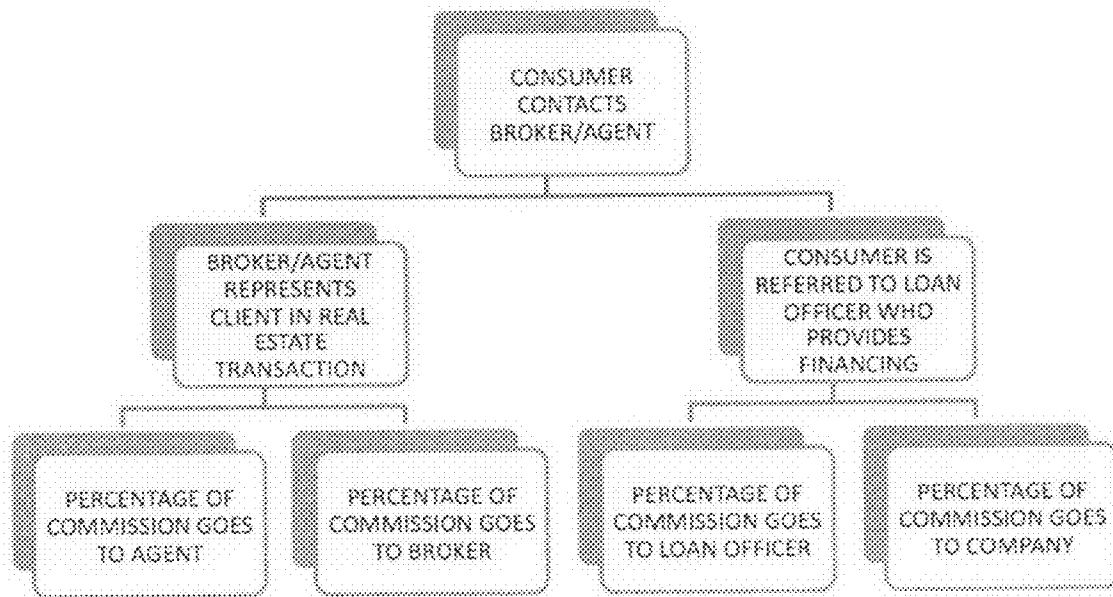 CONSUMER
CONTACTS
BROKER/AGENT
BROKER/AGENT
REPRESENTS
CLIENT IN REAL
ESTATE
TRANSACTION
CONSUMER IS
REFERRED TO LOAN
OFFICER WHO
PROVIDES
FINANCING
PERCENTAGE OF
COMMISSION GOES
TO AGENT
PERCENTAGE OF
COMMISSION GOES
TO BROKER
PERCENTAGE OF
COMMISSION GOES
TO LOAN OFFICER
PERCENTAGE OF
COMMISSION GOES
TO COMPANY